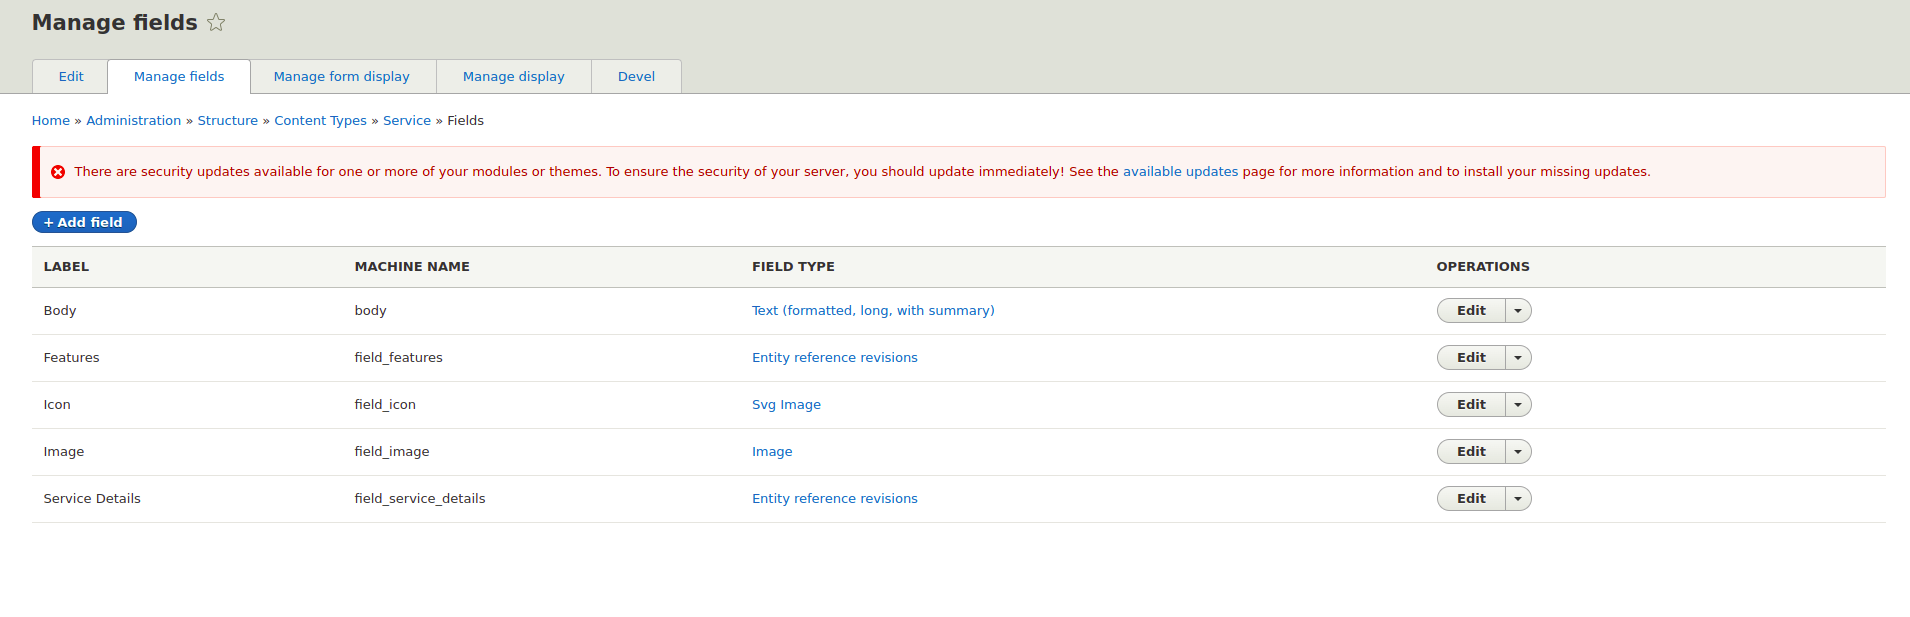 Manage fields
Edit Manage fields Manage form display Manage display Devel
Home » Administration » Structure » Content Types » Service » Fields
There are security updates available for one or more of your modules or themes. To ensure the security of your server, you should update immediately! See the available updates page for more information and to install your missing updates.
+ Add field
LABEL MACHINE NAME FIELD TYPE OPERATIONS
Body body Text (formatted, long, with summary) Edit
Features field_features Entity reference revisions Edit
Icon field_icon Svg Image Edit
Image field_image Image Edit
Service Details field_service_details Entity reference revisions Edit